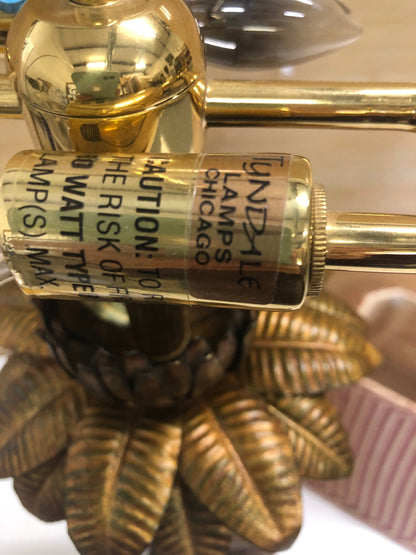 TYNDALE
LAMPS
CHICAGO
CAUTION: TO
THE RISK OF
WATT TYPE
LAMP(S) MAX